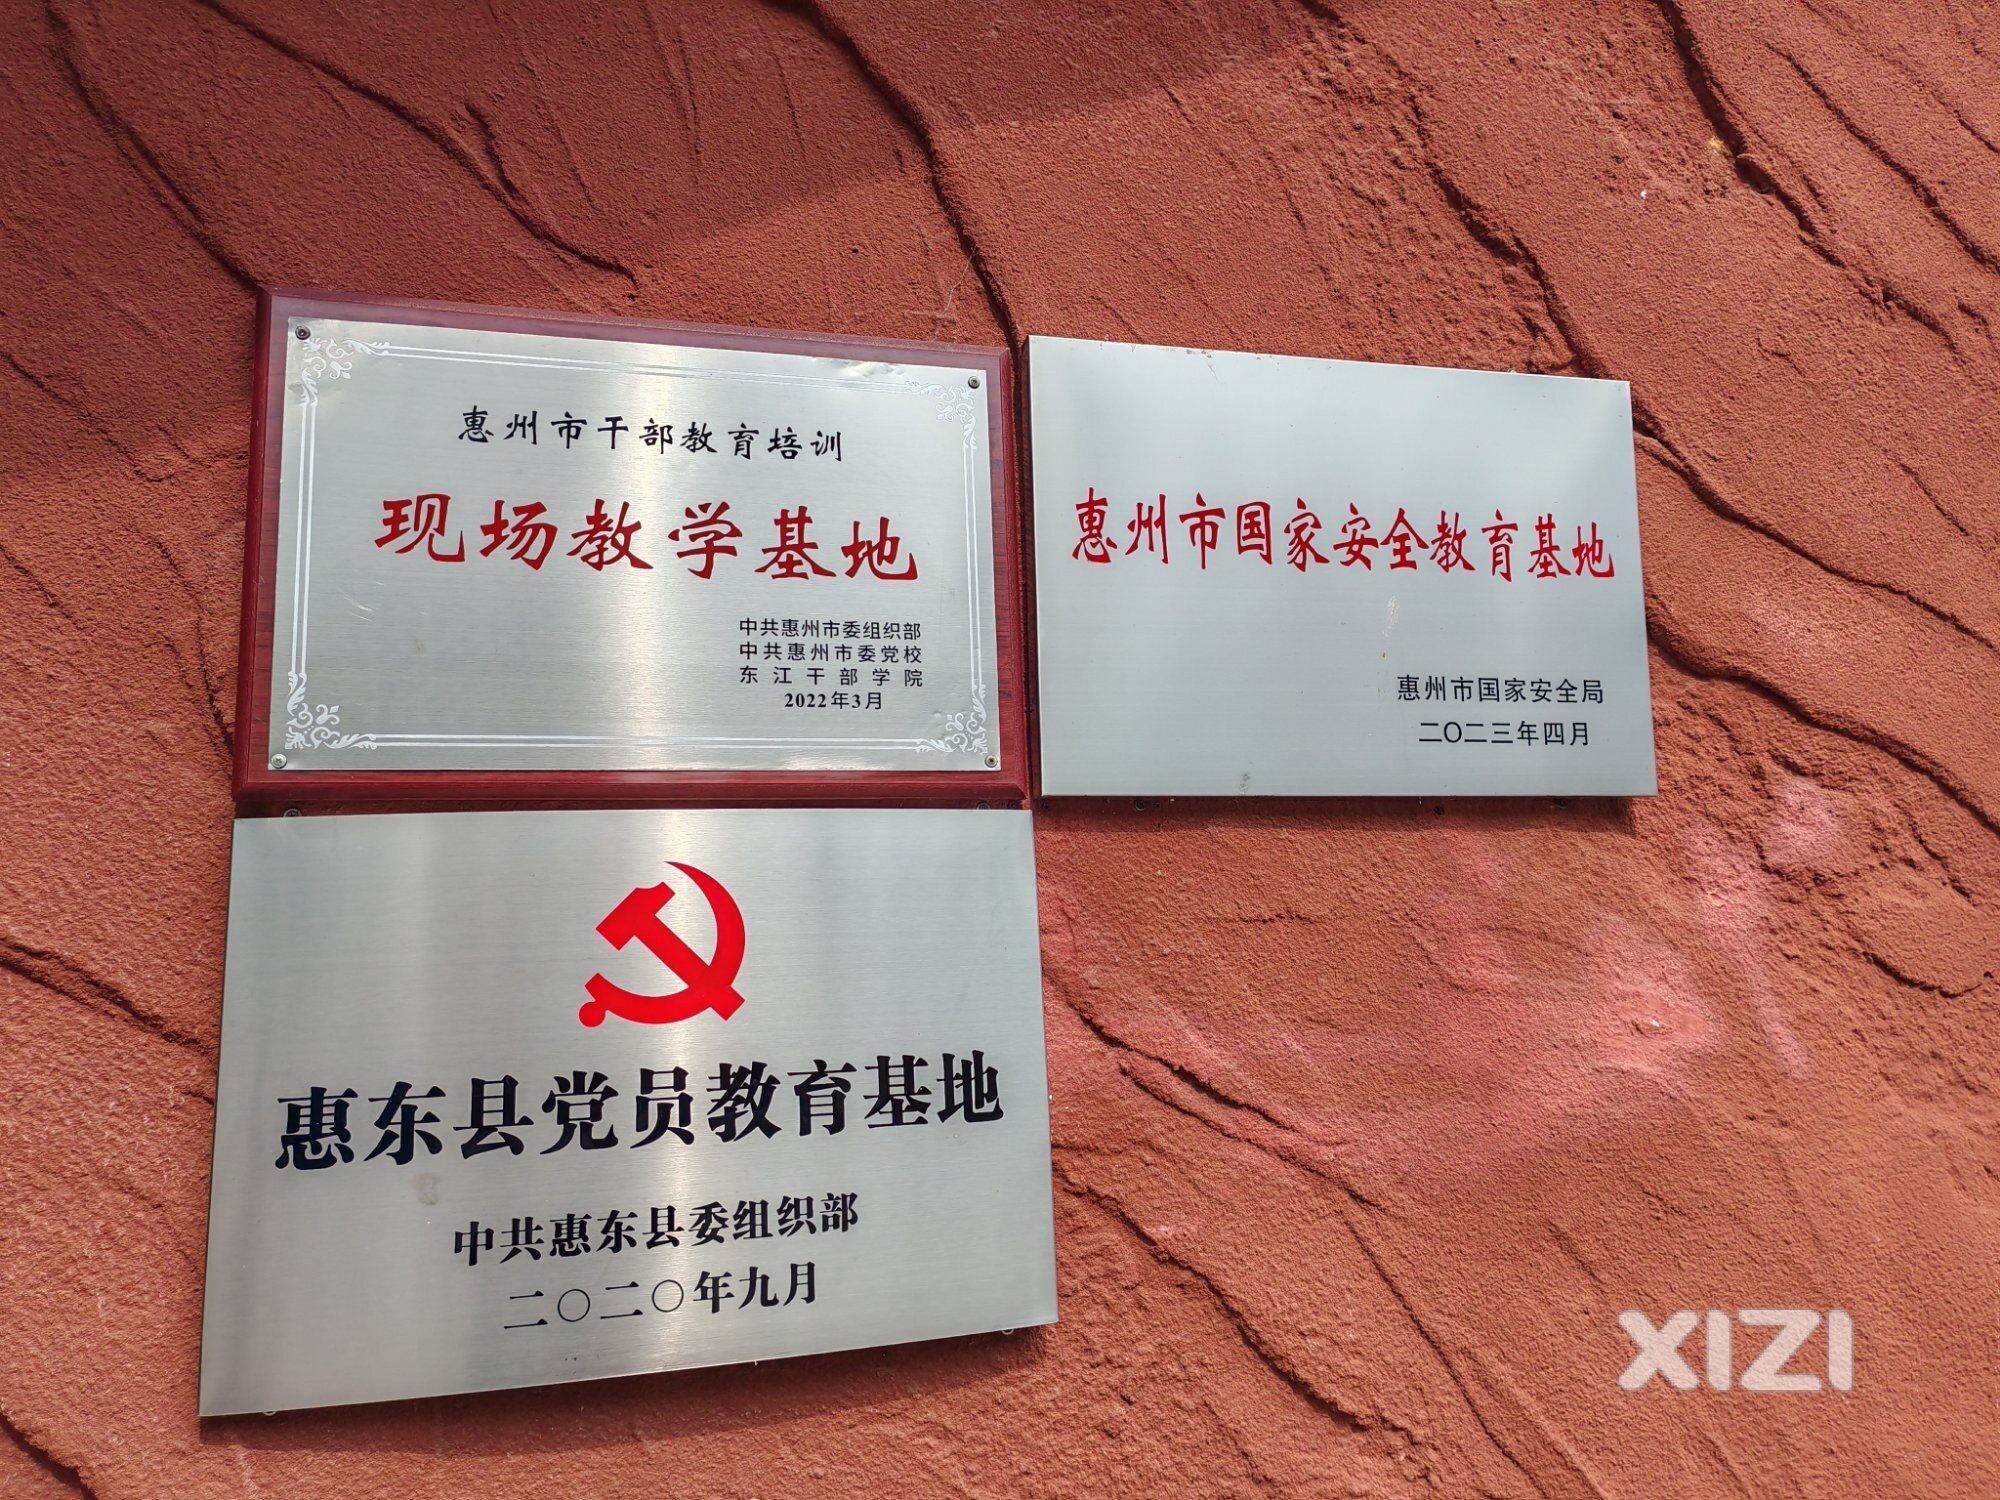 惠州市干部教育培训
现场教学基地
中共惠州市委组织部
中共惠州市委党校
东江干部学院
2022年3月
惠州市国家安全教育基地
惠州市国家安全局
二〇二三年四月
惠东县党员教育基地
中共惠东县委组织部
二〇二〇年九月
XIZI